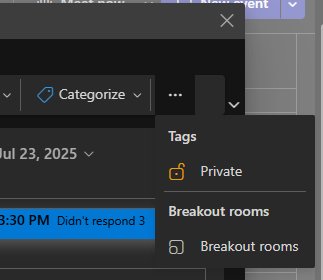 Meet now
New event
Categorize
...
Tags
Jul 23, 2025
Private
Breakout rooms
3:30 PM Didn't respond 3
Breakout rooms